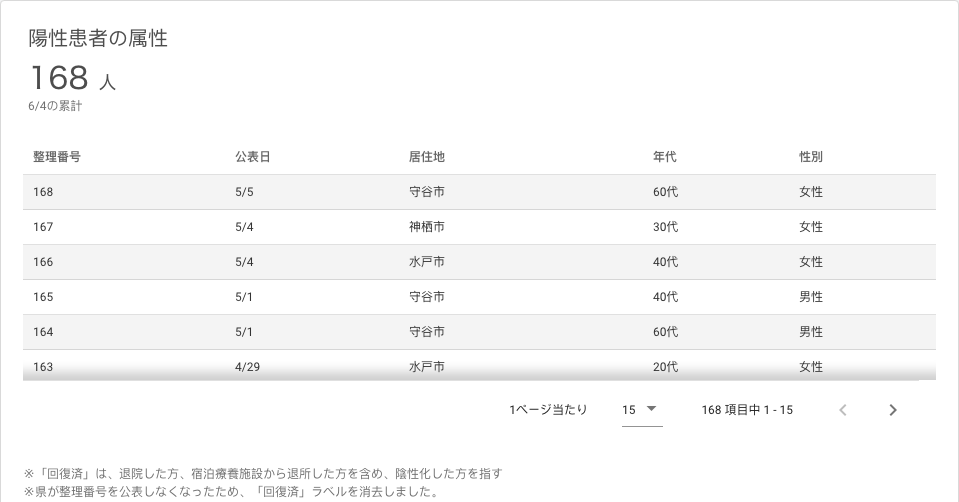 陽性患者の属性
168 人
6/4の累計
整理番号 公表日 居住地 年代 性別
168 5/5 守谷市 60代 女性
167 5/4 神栖市 30代 女性
166 5/4 水戸市 40代 女性
165 5/1 守谷市 40代 男性
164 5/1 守谷市 60代 男性
163 4/29 水戸市 20代 女性
1ページ当たり 15 168 項目中 1 - 15
※「回復済」は、退院した方、宿泊療養施設から退所した方を含め、陰性化した方を指す
※県が整理番号を公表しなくなったため、「回復済」ラベルを消去しました。